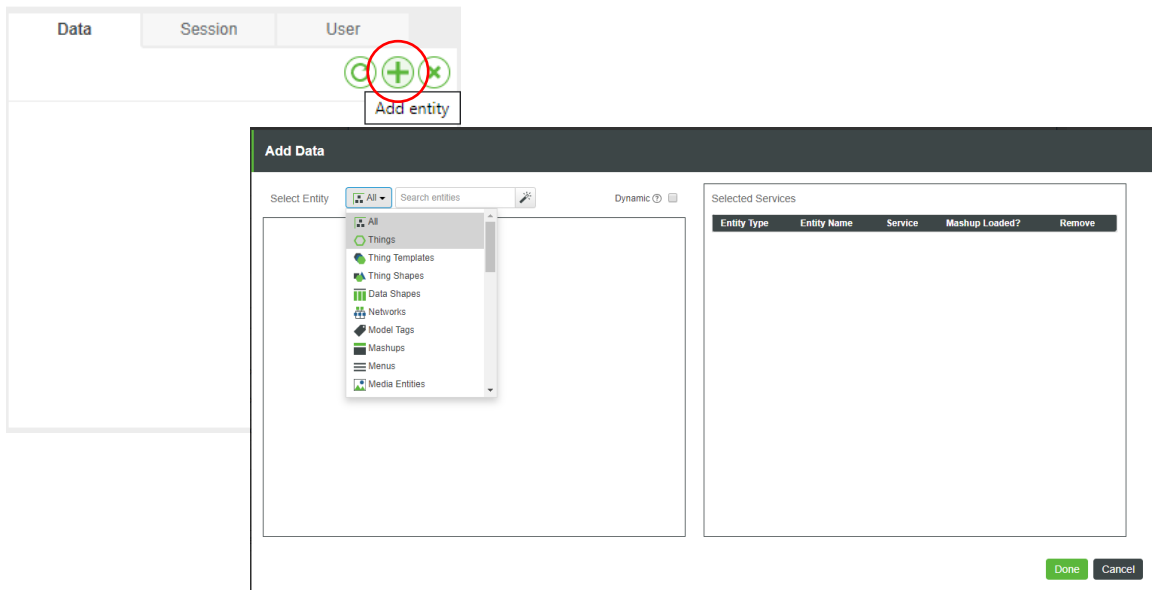 Data Session User
Add entity
Add Data
Select Entity All Search entities Dynamic Selected Services
Entity Type Entity Name Service Mashup Loaded? Remove
All
Things
Thing Templates
Thing Shapes
Data Shapes
Networks
Model Tags
Mashups
Menus
Media Entities
Done Cancel